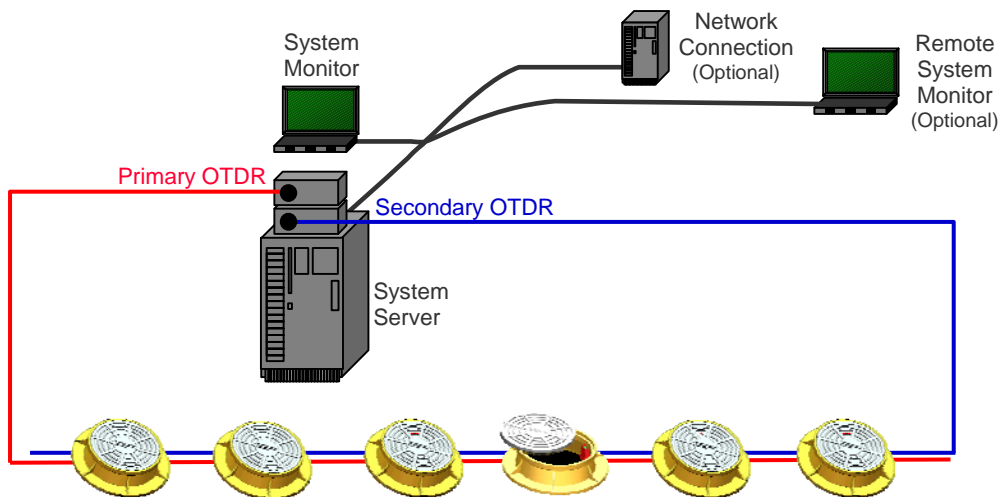 System
Monitor
Network
Connection
(Optional)
Remote
System
Monitor
(Optional)
Primary OTDR
Secondary OTDR
System
Server